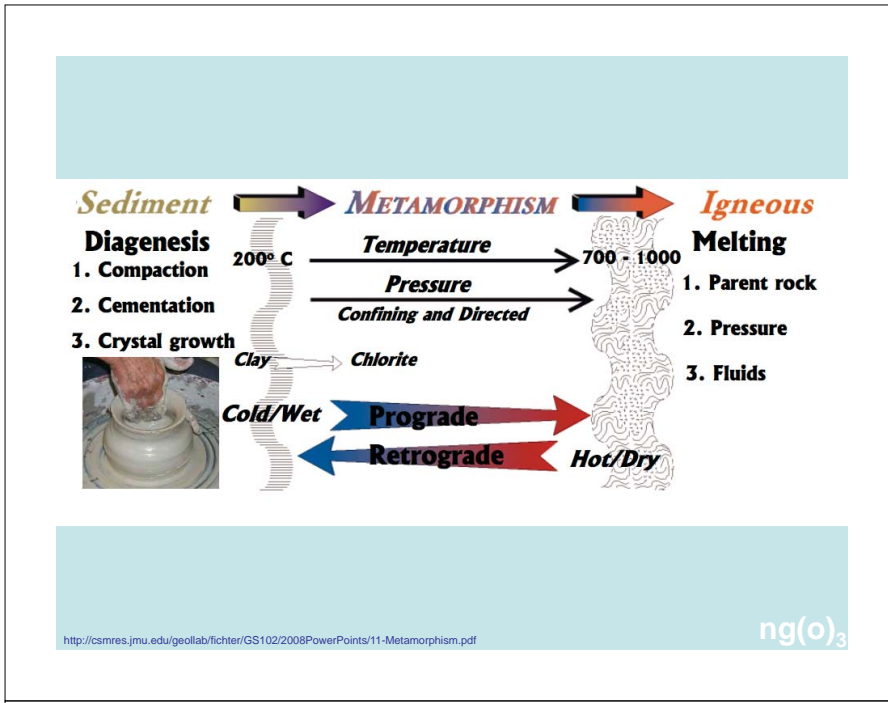 Sediment METAMORPHISM Igneous
Diagenesis
1. Compaction
2. Cementation
3. Crystal growth
200° C Temperature 700 - 1000
Pressure
Confining and Directed
Clay Chlorite
Cold/Wet Prograde
Retrograde Hot/Dry
Melting
1. Parent rock
2. Pressure
3. Fluids
http://csmres.jmu.edu/geollab/fichter/GS102/2008PowerPoints/11-Metamorphism.pdf
ng(o)3